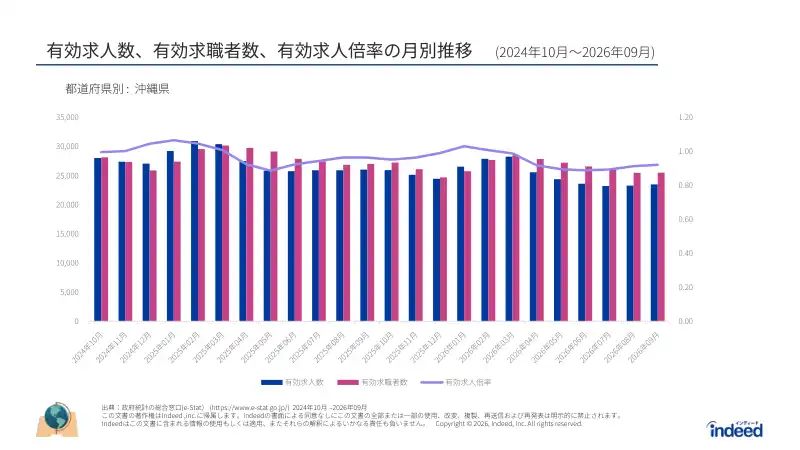 有効求人数、有効求職者数、有効求人倍率の月別推移 (2024年10月～2026年09月)
都道府県別: 沖縄県
35,000 1.20
30,000 1.00
25,000 0.80
20,000 0.60
15,000
10,000 0.40
5,000 0.20
0 0.00
2024年10月 2024年11月 2024年12月 2025年01月 2025年02月 2025年03月 2025年04月 2025年05月 2025年06月 2025年07月 2025年08月 2025年09月 2025年10月 2025年11月 2025年12月 2026年01月 2026年02月 2026年03月 2026年04月 2026年05月 2026年06月 2026年07月 2026年08月 2026年09月
有効求人数 有効求職者数 有効求人倍率
出典：政府統計の総合窓口(e-Stat) (https://www.e-stat.go.jp/) 2024年10月 –2026年09月
この文書の著作権はIndeed ,inc.に帰属します。Indeedの書面による同意なしにこの文書の全部または一部の使用、改変、複製、再送信および再発表は明示的に禁止されます。
Indeedはこの文書に含まれる情報の使用もしくは適用、またそれらの解釈によるいかなる責任も負いません。 Copyright © 2026, Indeed, Inc. All rights reserved.
インディード
indeed